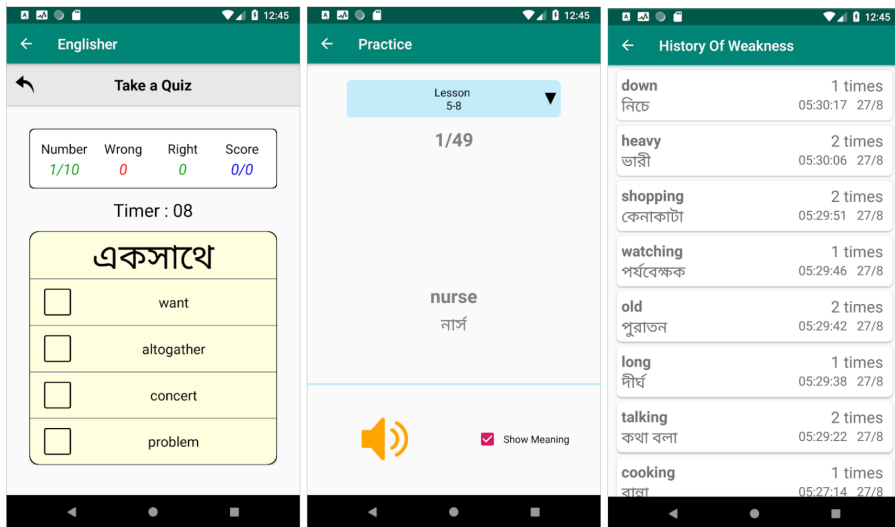 12:45
Englisher
Take a Quiz
Number Wrong Right Score
1/10 0 0 0/0
Timer : 08
একসাথে
want
altogather
concert
problem
12:45
Practice
Lesson
5-8
1/49
nurse
নার্স
Show Meaning
12:45
History Of Weakness
down 1 times
নিচে 05:30:17 27/8
heavy 2 times
ভারী 05:30:06 27/8
shopping 2 times
কেনাকাটা 05:29:51 27/8
watching 1 times
পর্যবেক্ষক 05:29:46 27/8
old 2 times
পুরাতন 05:29:42 27/8
long 1 times
দীর্ঘ 05:29:38 27/8
talking 2 times
কথা বলা 05:29:22 27/8
cooking 1 times
রান্না 05:27:14 27/8